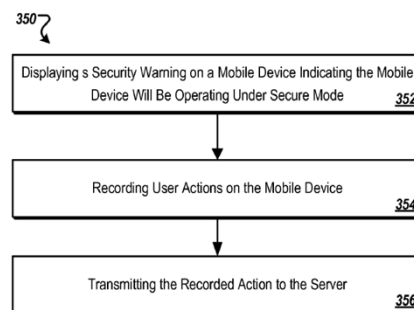 350
Displaying s Security Warning on a Mobile Device Indicating the Mobile
Device Will Be Operating Under Secure Mode
352
Recording User Actions on the Mobile Device
354
Transmitting the Recorded Action to the Server
356